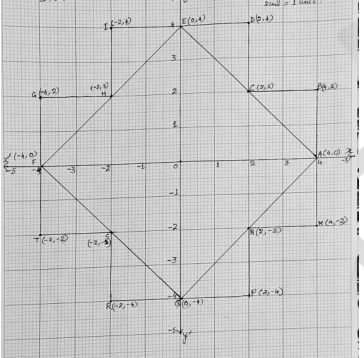 2cm = 1 unit.
I(-2,4) 4 E(0,4) D(2,4)
3
G(-4,2) (-2,2) H 2 C(2,2) B(4,2)
1
(-4,0) A(4,0) x
-5 -4 F -3 -2 -1 0 1 2 3 4
-1
T(-4,-2) S (-2,-2) -2 N(2,-2) M(4,-2)
-3
R(-2,-4) -4 Q(0,-4) P(2,-4)
-5 y'